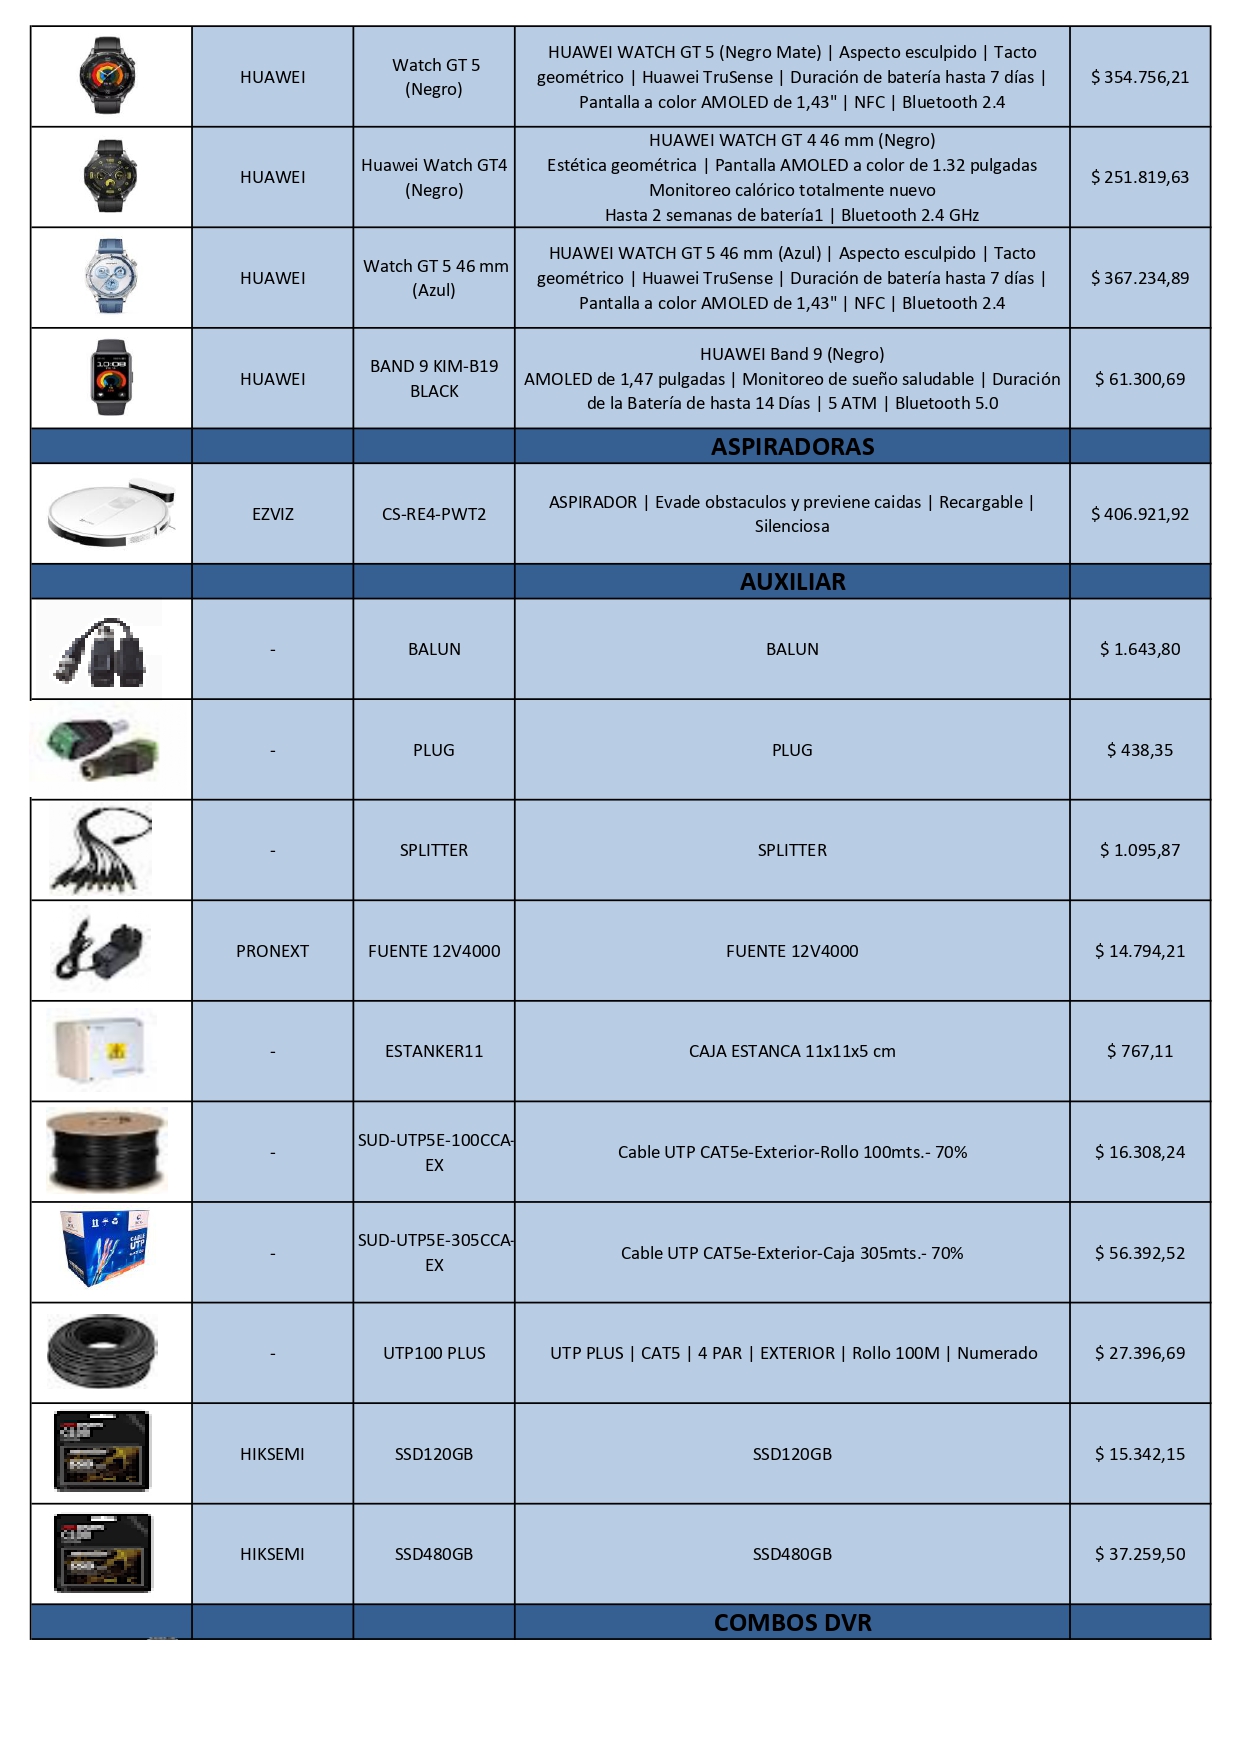 HUAWEI
Watch GT 5
(Negro)
HUAWEI WATCH GT 5 (Negro Mate) | Aspecto esculpido | Tacto
geométrico | Huawei TruSense | Duración de batería hasta 7 días |
Pantalla a color AMOLED de 1,43" | NFC | Bluetooth 2.4
$ 354.756,21
HUAWEI
Huawei Watch GT4
(Negro)
HUAWEI WATCH GT 4 46 mm (Negro)
Estética geométrica | Pantalla AMOLED a color de 1.32 pulgadas
Monitoreo calórico totalmente nuevo
Hasta 2 semanas de batería1 | Bluetooth 2.4 GHz
$ 251.819,63
HUAWEI
Watch GT 5 46 mm
(Azul)
HUAWEI WATCH GT 5 46 mm (Azul) | Aspecto esculpido | Tacto
geométrico | Huawei TruSense | Duración de batería hasta 7 días |
Pantalla a color AMOLED de 1,43" | NFC | Bluetooth 2.4
$ 367.234,89
HUAWEI
BAND 9 KIM-B19
BLACK
HUAWEI Band 9 (Negro)
AMOLED de 1,47 pulgadas | Monitoreo de sueño saludable | Duración
de la Batería de hasta 14 Días | 5 ATM | Bluetooth 5.0
$ 61.300,69
ASPIRADORAS
EZVIZ
CS-RE4-PWT2
ASPIRADOR | Evade obstaculos y previene caidas | Recargable |
Silenciosa
$ 406.921,92
AUXILIAR
-
BALUN
BALUN
$ 1.643,80
-
PLUG
PLUG
$ 438,35
-
SPLITTER
SPLITTER
$ 1.095,87
PRONEXT
FUENTE 12V4000
FUENTE 12V4000
$ 14.794,21
-
ESTANKER11
CAJA ESTANCA 11x11x5 cm
$ 767,11
-
SUD-UTP5E-100CCA-
EX
Cable UTP CAT5e-Exterior-Rollo 100mts.- 70%
$ 16.308,24
CABLE
UTP
-
SUD-UTP5E-305CCA-
EX
Cable UTP CAT5e-Exterior-Caja 305mts.- 70%
$ 56.392,52
-
UTP100 PLUS
UTP PLUS | CAT5 | 4 PAR | EXTERIOR | Rollo 100M | Numerado
$ 27.396,69
HIKSEMI
SSD120GB
SSD120GB
$ 15.342,15
HIKSEMI
SSD480GB
SSD480GB
$ 37.259,50
COMBOS DVR